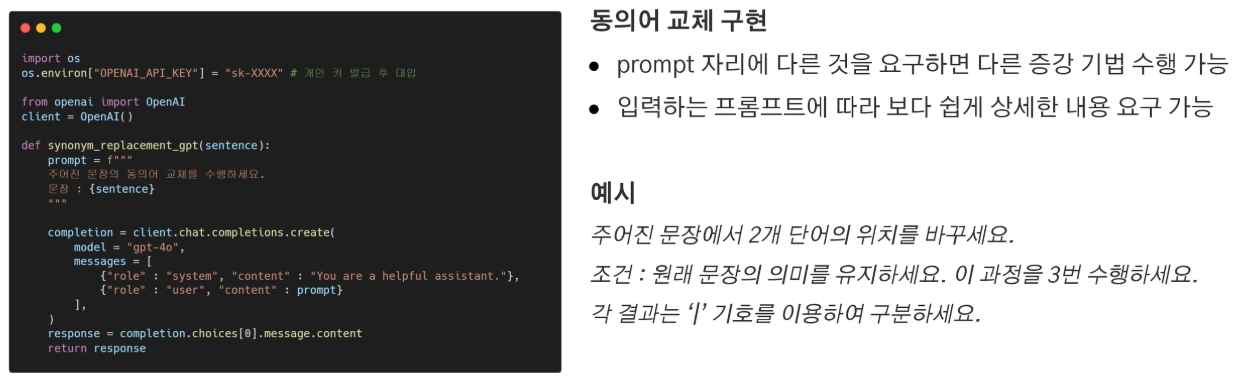 import os
os.environ["OPENAI_API_KEY"] = "sk-XXXX" # 개인 키 발급 후 대입
from openai import OpenAI
client = OpenAI()
def synonym_replacement_gpt(sentence):
    prompt = f"""
    주어진 문장의 동의어 교체를 수행하세요.
    문장 : {sentence}
    """
    completion = client.chat.completions.create(
        model = "gpt-4o",
        messages = [
            {"role" : "system", "content" : "You are a helpful assistant."},
            {"role" : "user", "content" : prompt}
        ],
    )
    response = completion.choices[0].message.content
    return response
동의어 교체 구현
● prompt 자리에 다른 것을 요구하면 다른 증강 기법 수행 가능
● 입력하는 프롬프트에 따라 보다 쉽게 상세한 내용 요구 가능
예시
주어진 문장에서 2개 단어의 위치를 바꾸세요.
조건 : 원래 문장의 의미를 유지하세요. 이 과정을 3번 수행하세요.
각 결과는 ‘|’ 기호를 이용하여 구분하세요.